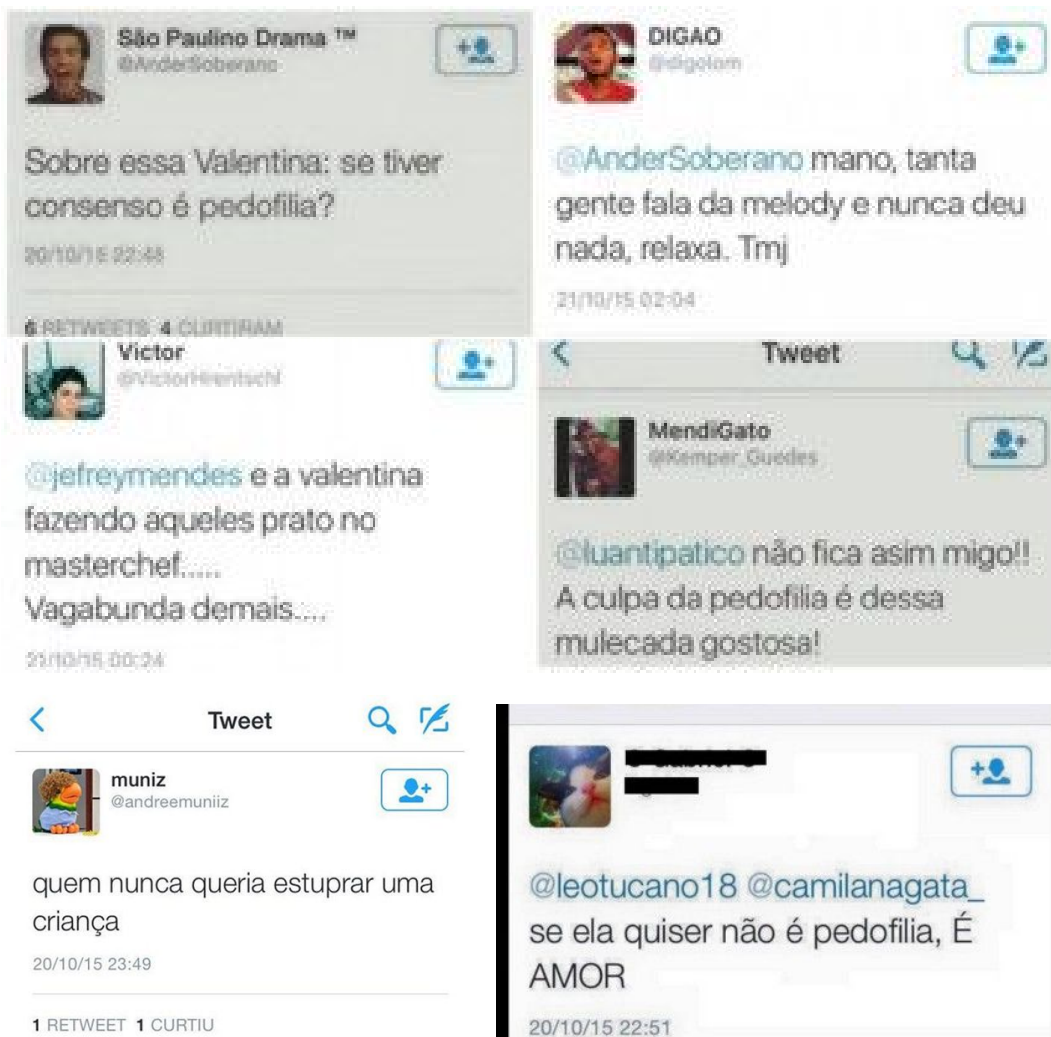 São Paulino Drama ™
@AnderSoberano
Sobre essa Valentina: se tiver
consenso é pedofilia?
20/10/15 22:48
6 RETWEETS 4 CURTIRAM
DIGAO
@digolom
@AnderSoberano mano, tanta
gente fala da melody e nunca deu
nada, relaxa. Tmj
21/10/15 02:04
Victor
@jefreymendes e a valentina
fazendo aqueles prato no
masterchef.....
Vagabunda demais....
21/10/15 00:24
Tweet
MendiGato
@Kemper_Guedes
@luantipatico não fica asim migo!!
A culpa da pedofilia é dessa
mulecada gostosa!
Tweet
muniz
@andreemuniiz
quem nunca queria estuprar uma
criança
20/10/15 23:49
1 RETWEET 1 CURTIU
@leotucano18 @camilanagata_
se ela quiser não é pedofilia, É
AMOR
20/10/15 22:51